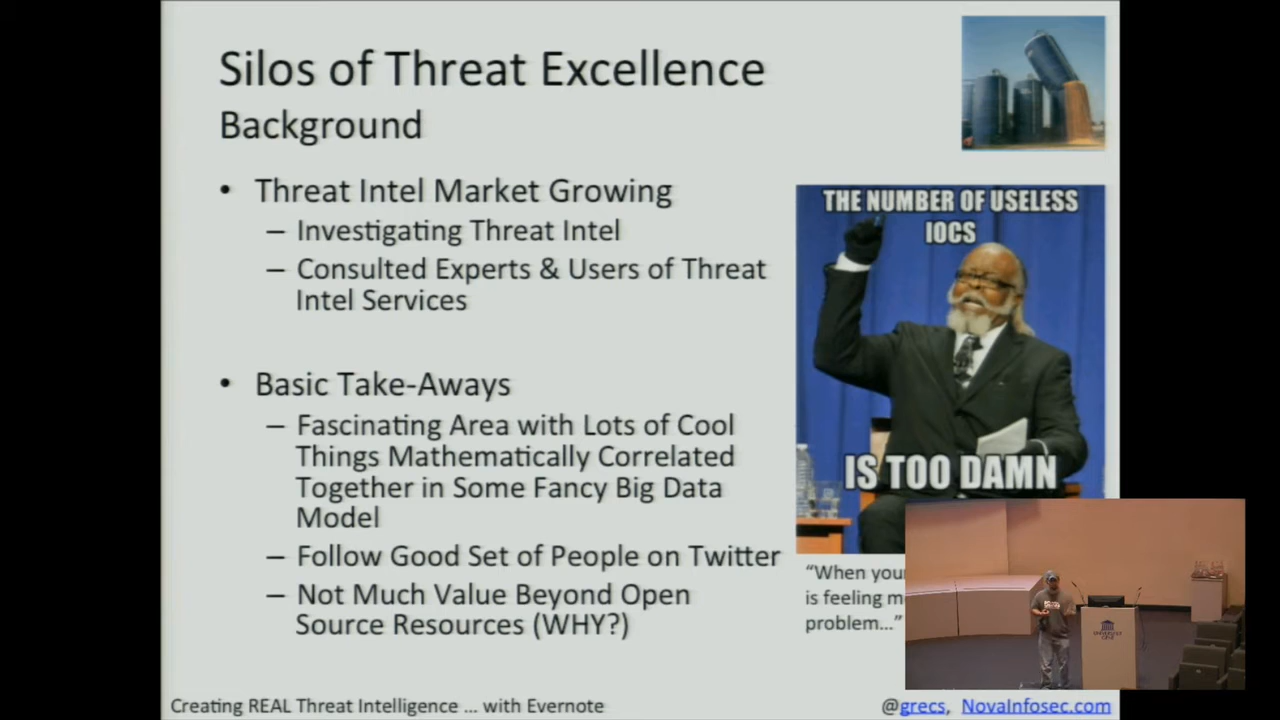 Silos of Threat Excellence
Background
• Threat Intel Market Growing
– Investigating Threat Intel
– Consulted Experts & Users of Threat
Intel Services
• Basic Take-Aways
– Fascinating Area with Lots of Cool
Things Mathematically Correlated
Together in Some Fancy Big Data
Model
– Follow Good Set of People on Twitter
– Not Much Value Beyond Open
Source Resources (WHY?)
THE NUMBER OF USELESS
IOCS
IS TOO DAMN
"When your
is feeling m
problem..."
Creating REAL Threat Intelligence ... with Evernote
@grecs, NovaInfosec.com